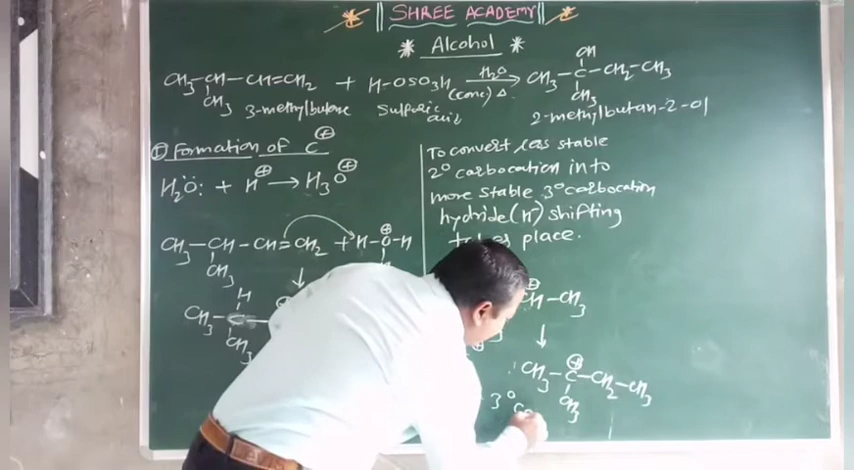 SHREE ACADEMY
* Alcohol *
OH
CH3-CH-CH=CH2 + H-OSO3H H2O CH3-C-CH2-CH3
CH3 (conc) Δ CH3
3-methylbutene Sulfuric acid 2-methylbutan-2-ol
① Formation of C⊕
H2Ö: + H⊕ → H3O⊕
CH3-CH-CH=CH2 + H-O-H
⊕
CH3
H
CH3-C-
CH3
To convert less stable
2° carbocation into
more stable 3° carbocation
hydride (H⁻) shifting
takes place.
CH-CH3
↓
⊕
CH3-C-CH2-CH3
CH3
3°